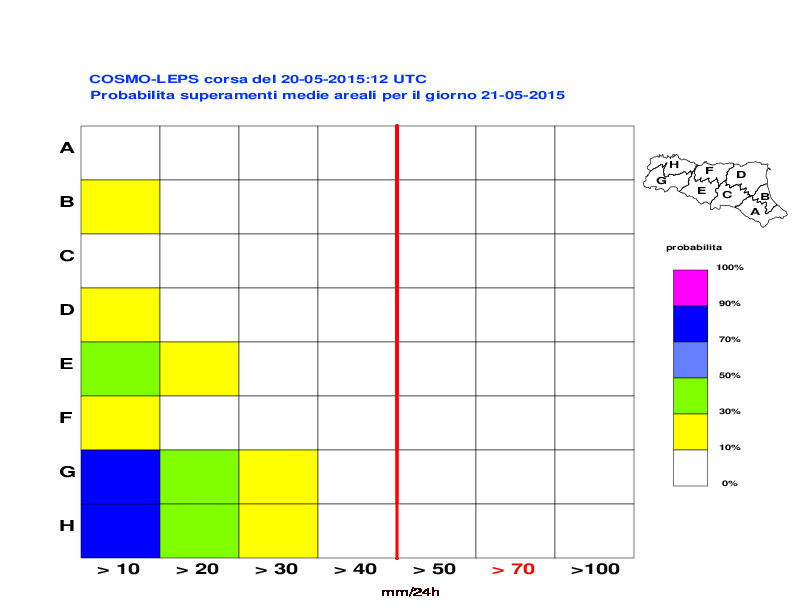 COSMO-LEPS corsa del 20-05-2015:12 UTC
Probabilita superamenti medie areali per il giorno 21-05-2015
A
B
C
D
E
F
G
H
> 10 > 20 > 30 > 40 > 50 > 70 >100
mm/24h
H F D
G E C B
A
probabilita
100%
90%
70%
50%
30%
10%
0%